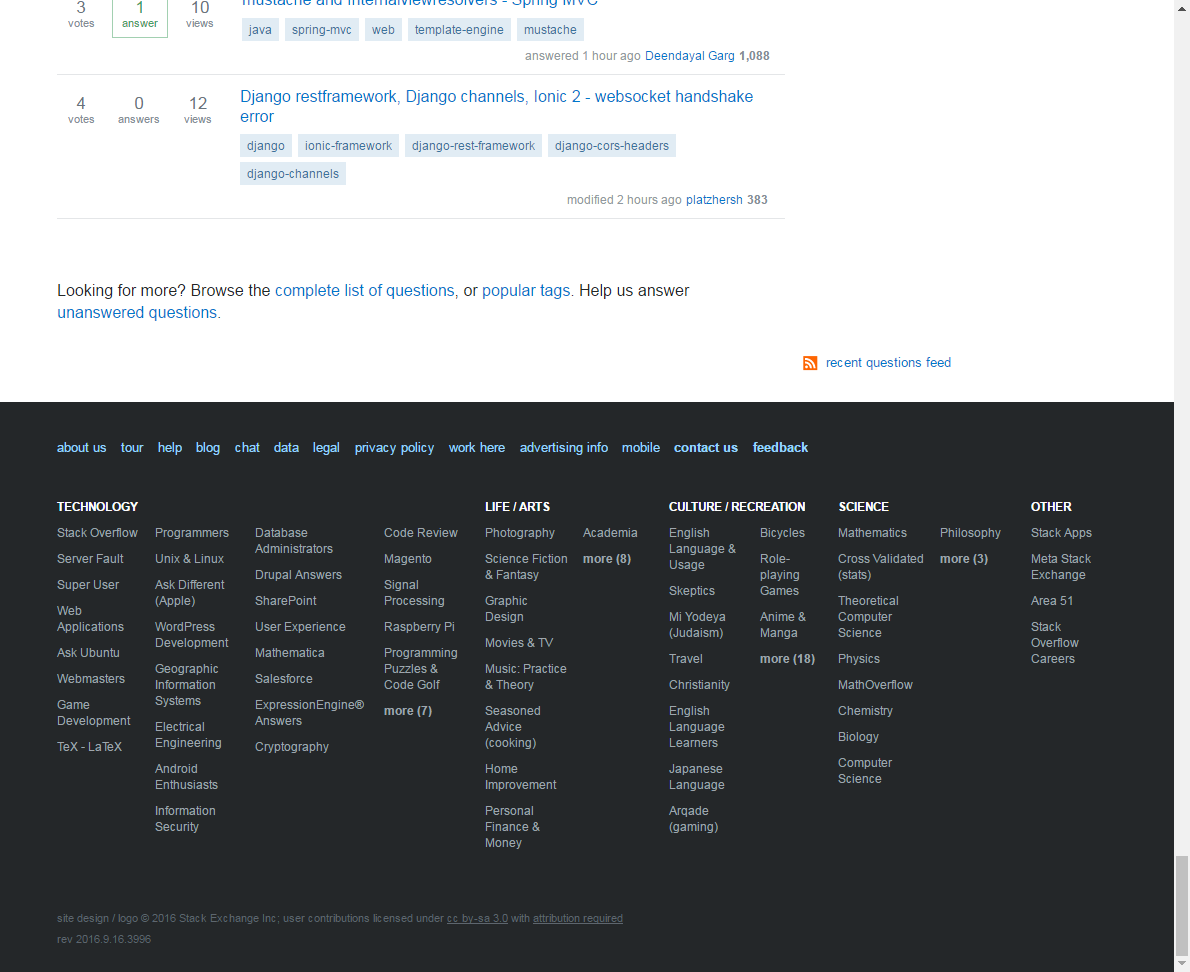 mustache and internalviewresolvers - Spring MVC
3 1 10
votes answer views
java spring-mvc web template-engine mustache
answered 1 hour ago Deendayal Garg 1,088
Django restframework, Django channels, Ionic 2 - websocket handshake
error
4 0 12
votes answers views
django ionic-framework django-rest-framework django-cors-headers
django-channels
modified 2 hours ago platzhersh 383
Looking for more? Browse the complete list of questions, or popular tags. Help us answer
unanswered questions.
recent questions feed
about us tour help blog chat data legal privacy policy work here advertising info mobile contact us feedback
TECHNOLOGY
Stack Overflow
Server Fault
Super User
Web
Applications
Ask Ubuntu
Webmasters
Game
Development
TeX - LaTeX
Programmers
Unix & Linux
Ask Different
(Apple)
WordPress
Development
Geographic
Information
Systems
Electrical
Engineering
Android
Enthusiasts
Information
Security
Database
Administrators
Drupal Answers
SharePoint
User Experience
Mathematica
Salesforce
ExpressionEngine®
Answers
Cryptography
Code Review
Magento
Signal
Processing
Raspberry Pi
Programming
Puzzles &
Code Golf
more (7)
LIFE / ARTS
Photography
Science Fiction
& Fantasy
Graphic
Design
Movies & TV
Music: Practice
& Theory
Seasoned
Advice
(cooking)
Home
Improvement
Personal
Finance &
Money
Academia
more (8)
CULTURE / RECREATION
English
Language &
Usage
Skeptics
Mi Yodeya
(Judaism)
Travel
Christianity
English
Language
Learners
Japanese
Language
Arqade
(gaming)
Bicycles
Role-
playing
Games
Anime &
Manga
more (18)
SCIENCE
Mathematics
Cross Validated
(stats)
Theoretical
Computer
Science
Physics
MathOverflow
Chemistry
Biology
Computer
Science
Philosophy
more (3)
OTHER
Stack Apps
Meta Stack
Exchange
Area 51
Stack
Overflow
Careers
site design / logo © 2016 Stack Exchange Inc; user contributions licensed under cc by-sa 3.0 with attribution required
rev 2016.9.16.3996